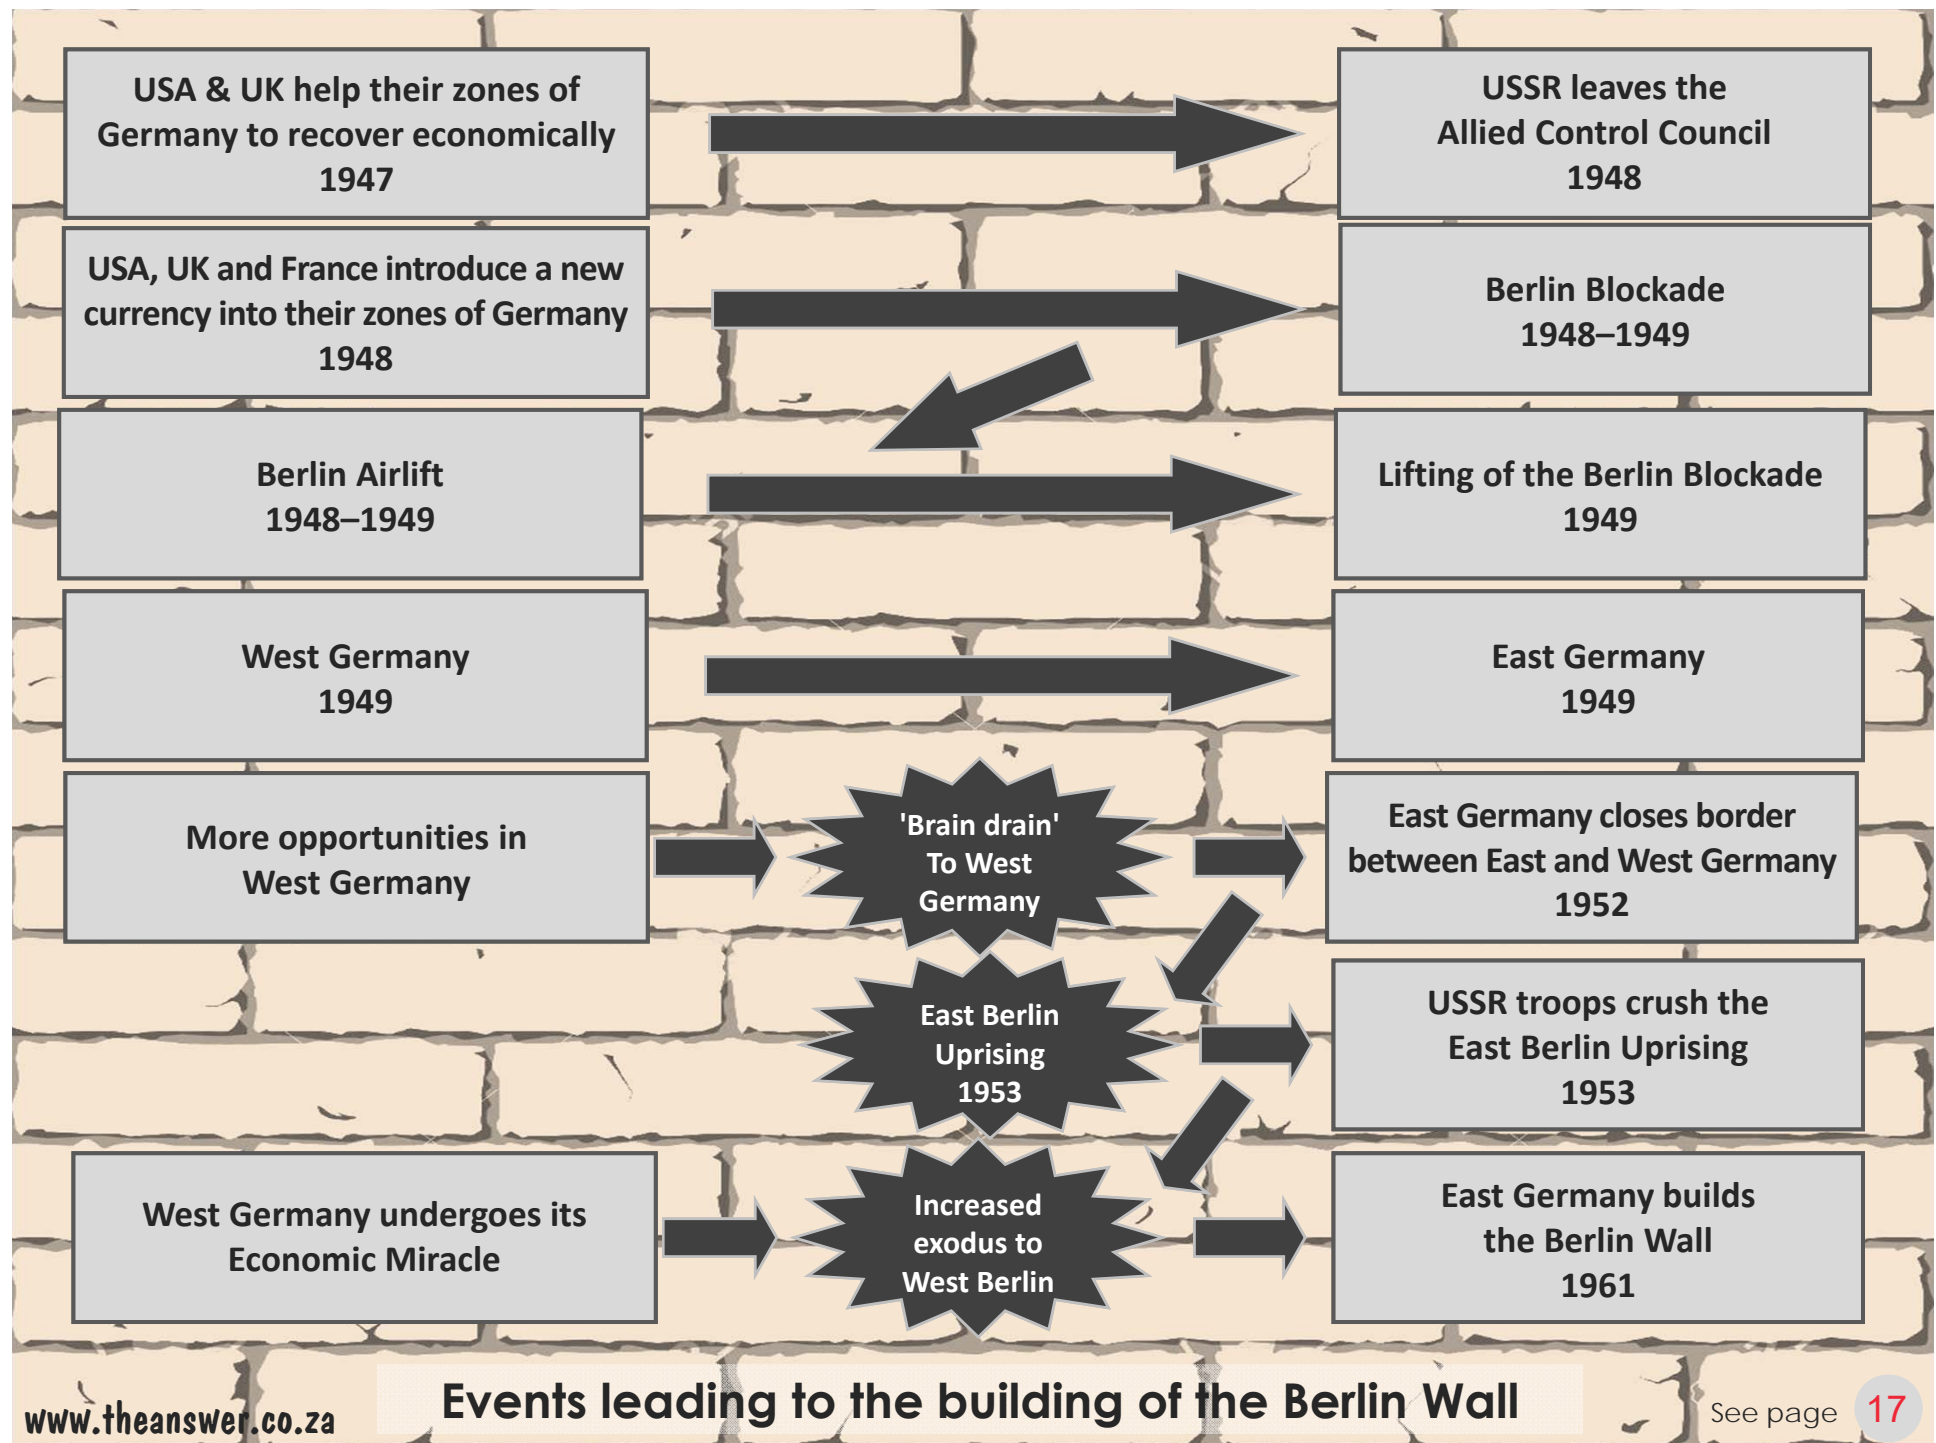 USA & UK help their zones of
Germany to recover economically
1947
USSR leaves the
Allied Control Council
1948
USA, UK and France introduce a new
currency into their zones of Germany
1948
Berlin Blockade
1948–1949
Berlin Airlift
1948–1949
Lifting of the Berlin Blockade
1949
West Germany
1949
East Germany
1949
More opportunities in
West Germany
'Brain drain'
To West
Germany
East Germany closes border
between East and West Germany
1952
East Berlin
Uprising
1953
USSR troops crush the
East Berlin Uprising
1953
West Germany undergoes its
Economic Miracle
Increased
exodus to
West Berlin
East Germany builds
the Berlin Wall
1961
www.theanswer.co.za
Events leading to the building of the Berlin Wall
See page 17